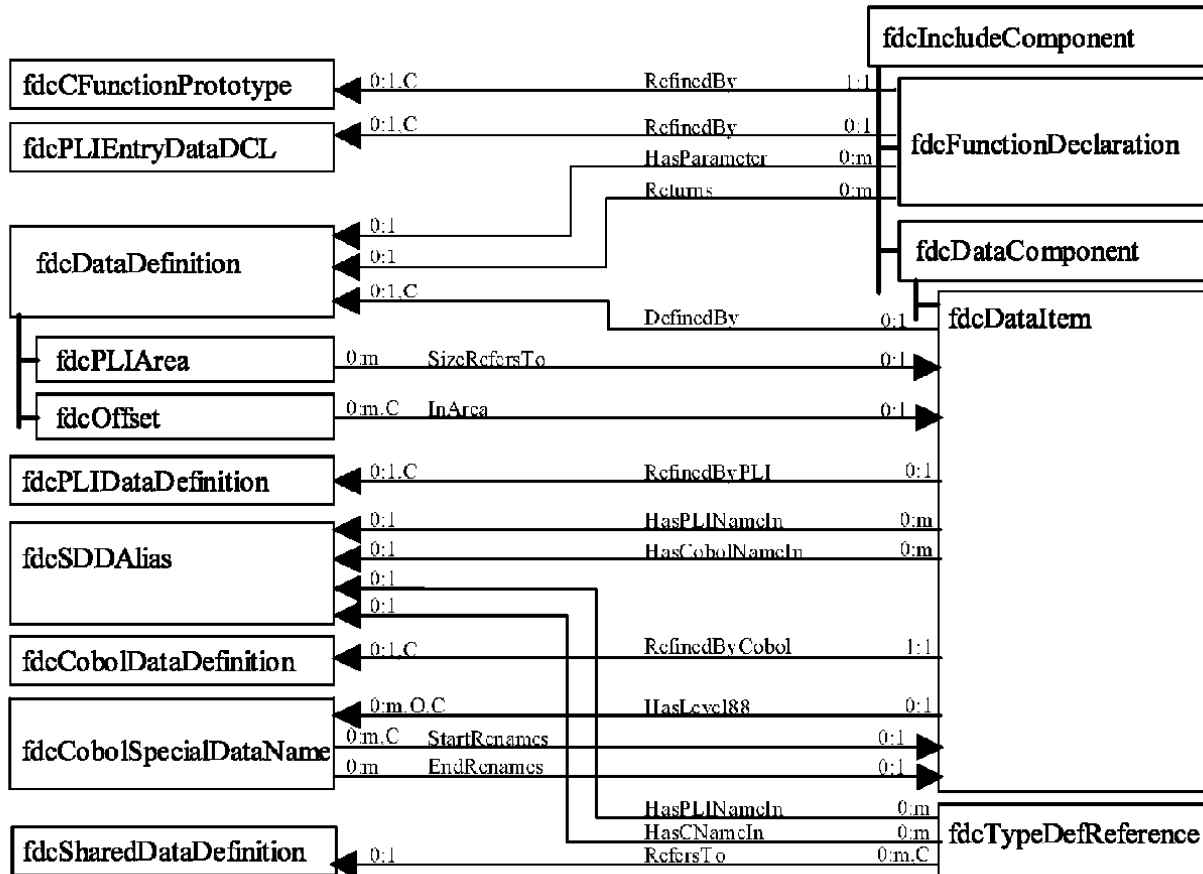 fdcIncludeComponent
fdcCFunctionPrototype 0:1,C RefinedBy 1:1
fdcPLIEntryDataDCL 0:1,C RefinedBy 0:1 fdcFunctionDeclaration
HasParameter 0:m
Returns 0:m
0:1
fdcDataDefinition 0:1 fdcDataComponent
0:1,C DefinedBy 0:1 fdcDataItem
fdcPLIArea 0:m SizeRefersTo 0:1
fdcOffset 0:m,C InArea 0:1
fdcPLIDataDefinition 0:1,C RefinedByPLI 0:1
0:1 HasPLINameIn 0:m
fdcSDDAlias 0:1 HasCobolNameIn 0:m
0:1
0:1
fdcCobolDataDefinition 0:1,C RefinedByCobol 1:1
0:m,O,C HasLevel88 0:1
fdcCobolSpecialDataName 0:m,C StartRenames 0:1
0:m EndRenames 0:1
HasPLINameIn 0:m
HasCNameIn 0:m fdcTypeDefReference
fdcSharedDataDefinition 0:1 RefersTo 0:m,C